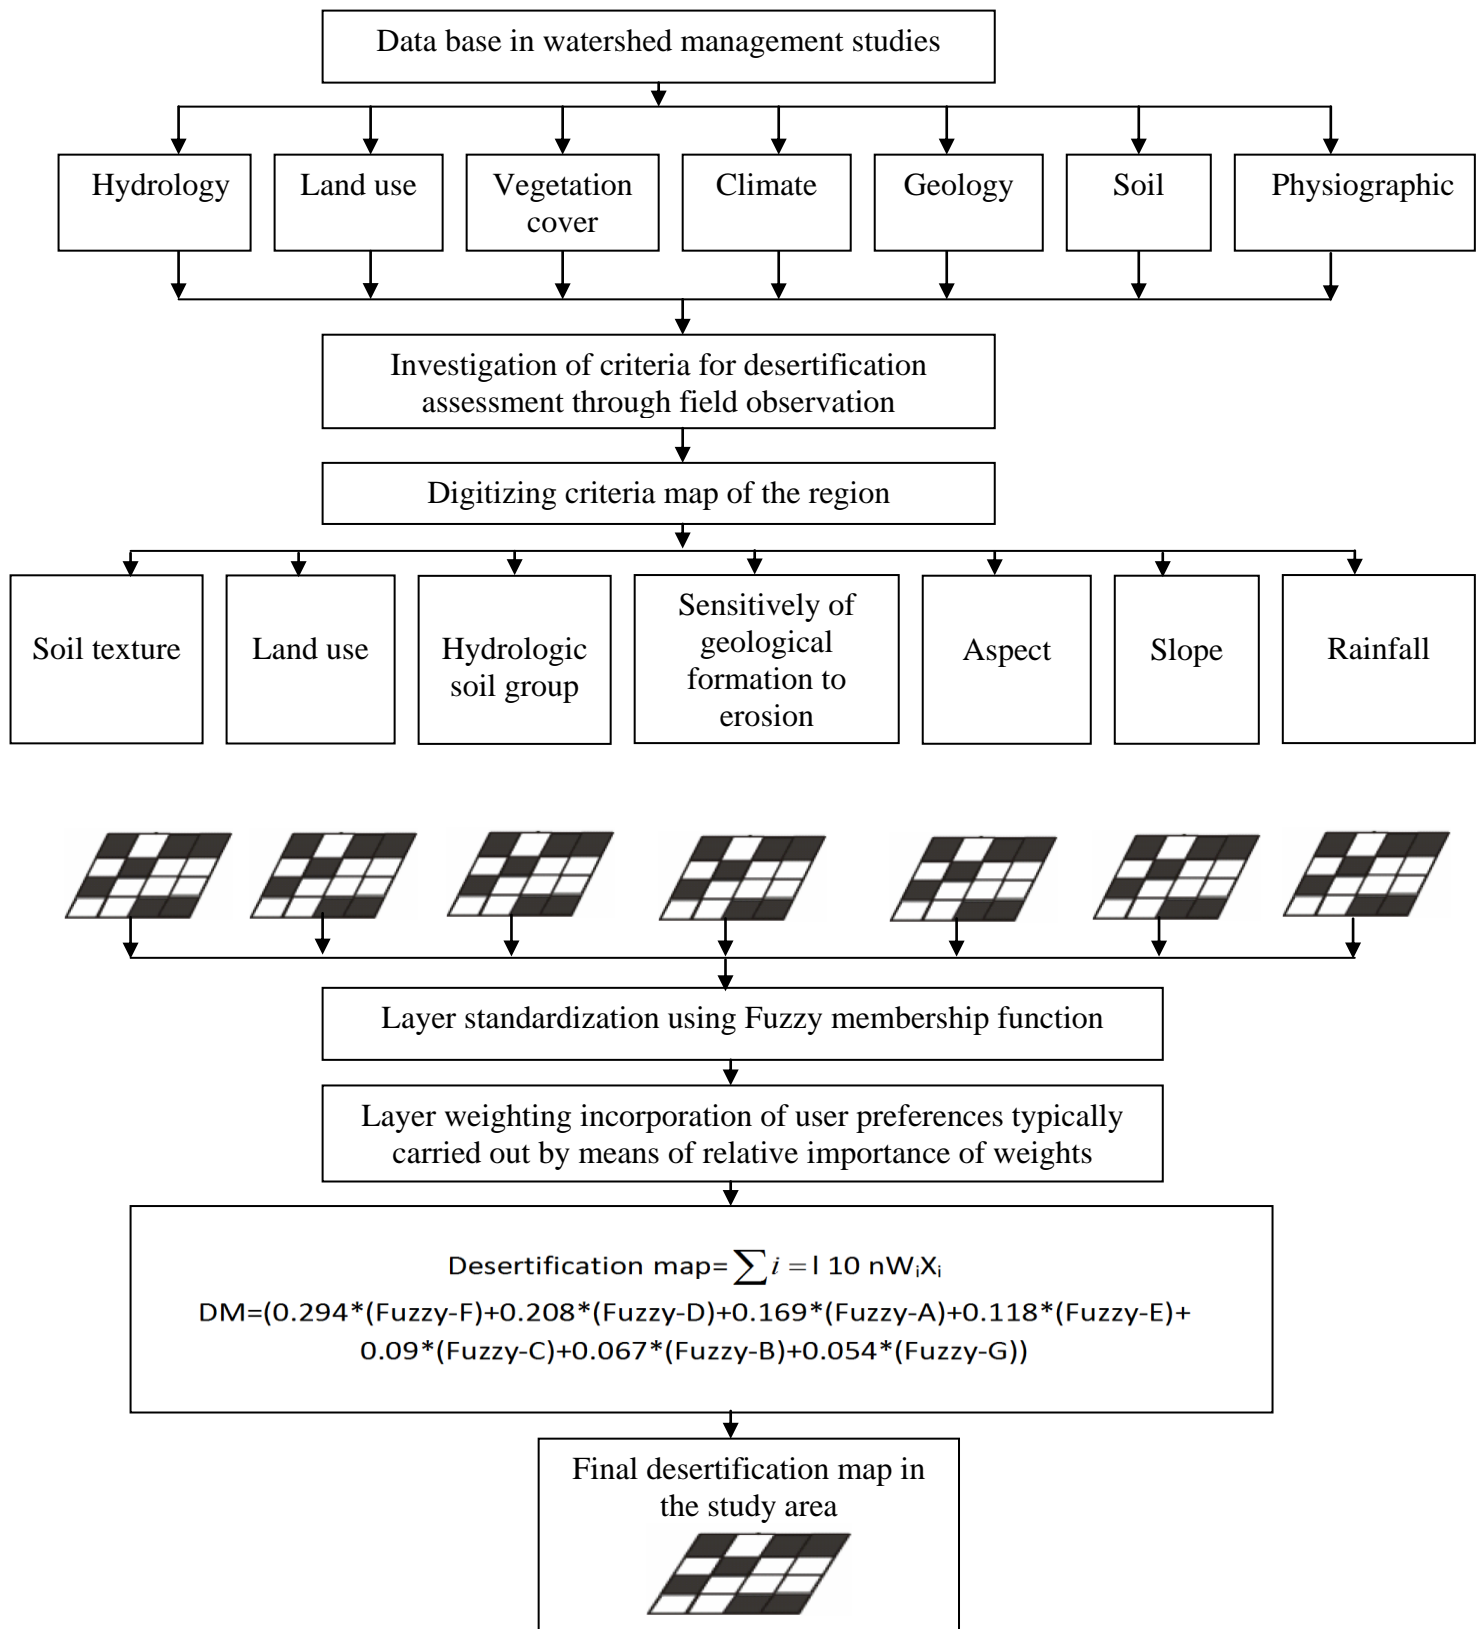 Data base in watershed management studies
Hydrology
Land use
Vegetation
cover
Climate
Geology
Soil
Physiographic
Investigation of criteria for desertification
assessment through field observation
Digitizing criteria map of the region
Soil texture
Land use
Hydrologic
soil group
Sensitively of
geological
formation to
erosion
Aspect
Slope
Rainfall
Layer standardization using Fuzzy membership function
Layer weighting incorporation of user preferences typically
carried out by means of relative importance of weights
Desertification map=∑i = l 10 nWᵢXᵢ
DM=(0.294*(Fuzzy-F)+0.208*(Fuzzy-D)+0.169*(Fuzzy-A)+0.118*(Fuzzy-E)+
0.09*(Fuzzy-C)+0.067*(Fuzzy-B)+0.054*(Fuzzy-G))
Final desertification map in
the study area